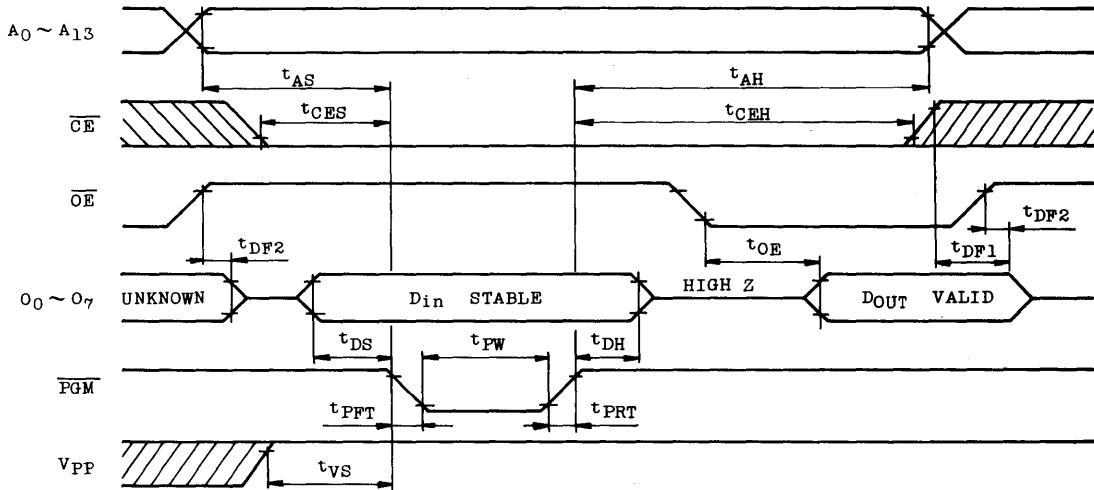 A0 ~ A13
tAS
tAH
CE
tCES
tCEH
OE
tDF2
tOE
tDF2
tDF1
O0 ~ O7
UNKNOWN
Din STABLE
HIGH Z
DOUT VALID
tDS
tPW
tDH
PGM
tPFT
tPRT
VPP
tVS